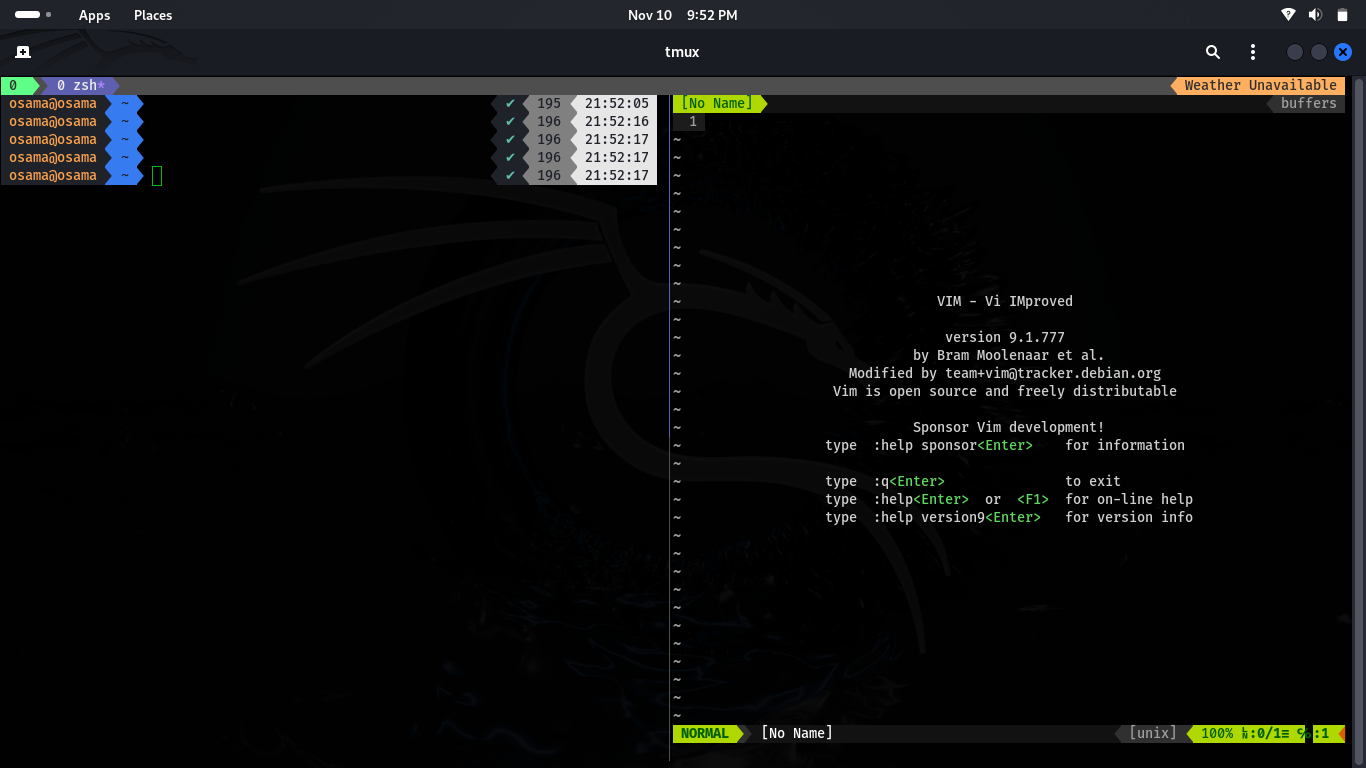 Apps Places Nov 10 9:52 PM
tmux
0 0 zsh* Weather Unavailable
osama@osama ~ ✔ 195 21:52:05
osama@osama ~ ✔ 196 21:52:16
osama@osama ~ ✔ 196 21:52:17
osama@osama ~ ✔ 196 21:52:17
osama@osama ~ ✔ 196 21:52:17
[No Name] buffers
1
~
~
~
~
~
~
~
~
~
~ VIM - Vi IMproved
~
~ version 9.1.777
~ by Bram Moolenaar et al.
~ Modified by team+vim@tracker.debian.org
~ Vim is open source and freely distributable
~
~ Sponsor Vim development!
~ type :help sponsor<Enter> for information
~
~ type :q<Enter> to exit
~ type :help<Enter> or <F1> for on-line help
~ type :help version9<Enter> for version info
~
~
~
~
~
~
~
~
~
~
~
NORMAL [No Name] [unix] 100% ㏑:0/1≡ ℅:1